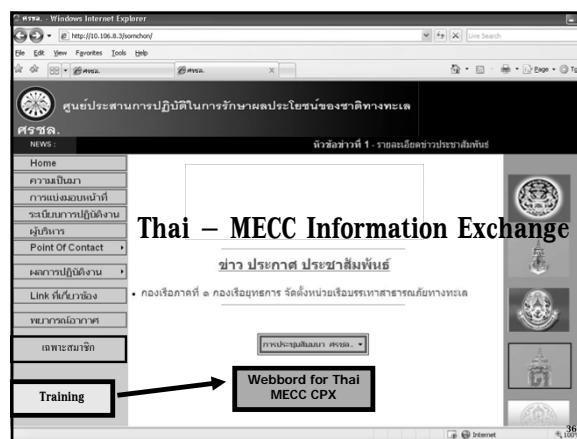 ศรชล. - Windows Internet Explorer
http://10.106.8.3/sornchon/
Live Search
File Edit View Favorites Tools Help
ศรชล.
ศรชล.
Page
ศูนย์ประสานการปฏิบัติในการรักษาผลประโยชน์ของชาติทางทะเล
ศรชล.
NEWS :
หัวข้อข่าวที่ 1 - รายละเอียดข่าวประชาสัมพันธ์
Home
ความเป็นมา
การแบ่งมอบหน้าที่
ระเบียบการปฏิบัติงาน
ผู้บริหาร
Point Of Contact
ผลการปฏิบัติงาน
Link ที่เกี่ยวข้อง
พยากรณ์อากาศ
เฉพาะสมาชิก
Training
Thai – MECC Information Exchange
ข่าว ประกาศ ประชาสัมพันธ์
• กองเรือภาคที่ ๑ กองเรือยุทธการ จัดตั้งหน่วยเรือบรรเทาสาธารณภัยทางทะเล
การประชุมสัมมนา ศรชล.
Webbord for Thai
MECC CPX
Internet
36